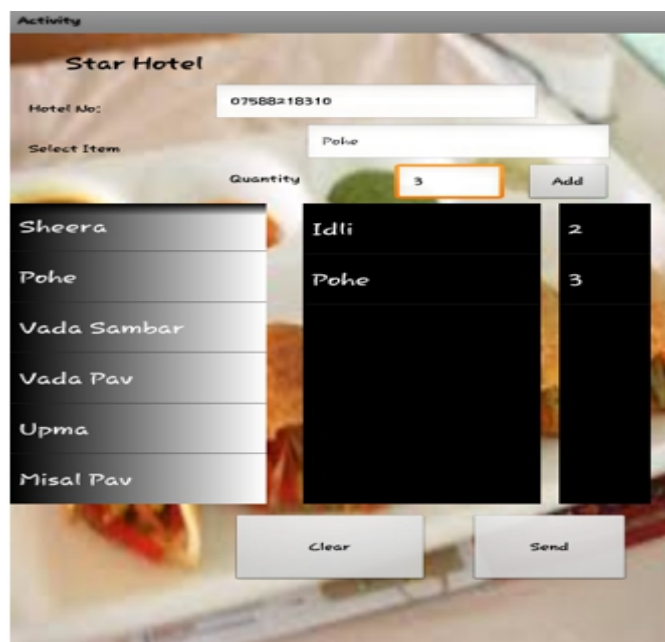 Activity
Star Hotel
Hotel No: 07588218310
Select Item Pohe
Quantity 3 Add
Sheera Idli 2
Pohe Pohe 3
Vada Sambar
Vada Pav
Upma
Misal Pav
Clear Send